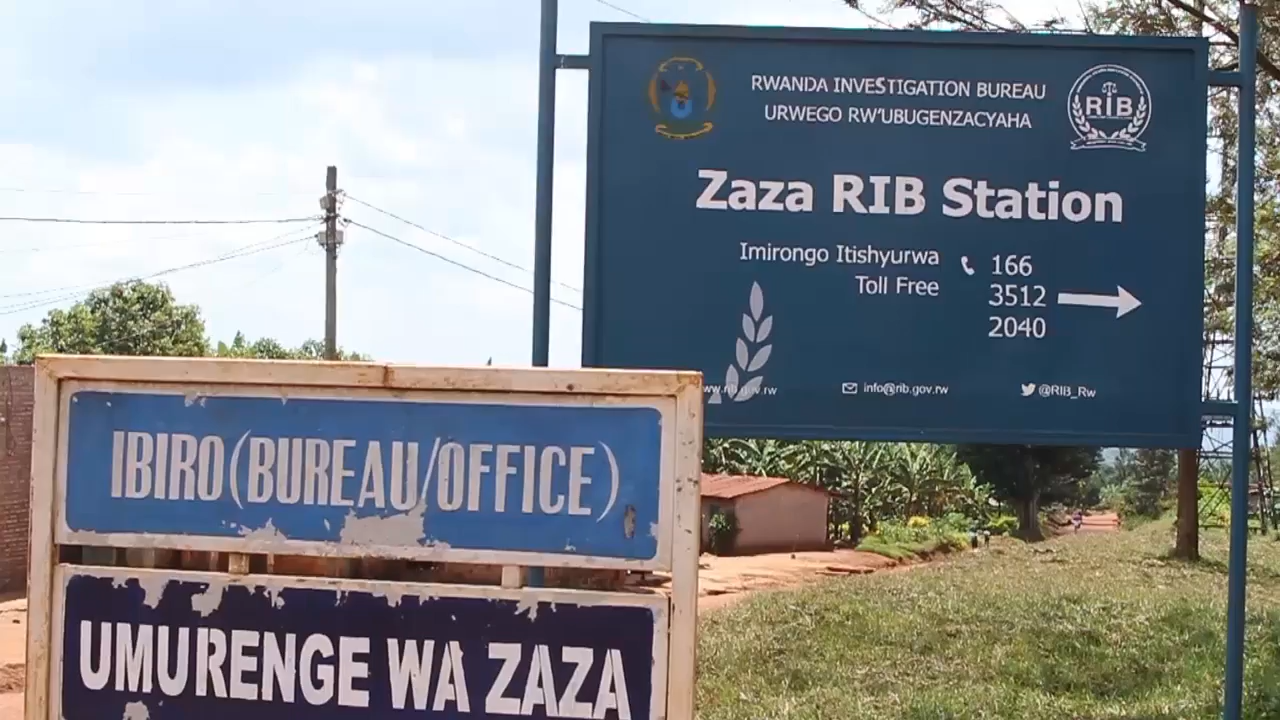 RWANDA INVESTIGATION BUREAU
URWEGO RW'UBUGENZACYAHA
RIB
Zaza RIB Station
Imirongo Itishyurwa 166
Toll Free 3512
2040
info@rib.gov.rw @RIB_Rw
IBIRO(BUREAU/OFFICE)
UMURENGE WA ZAZA